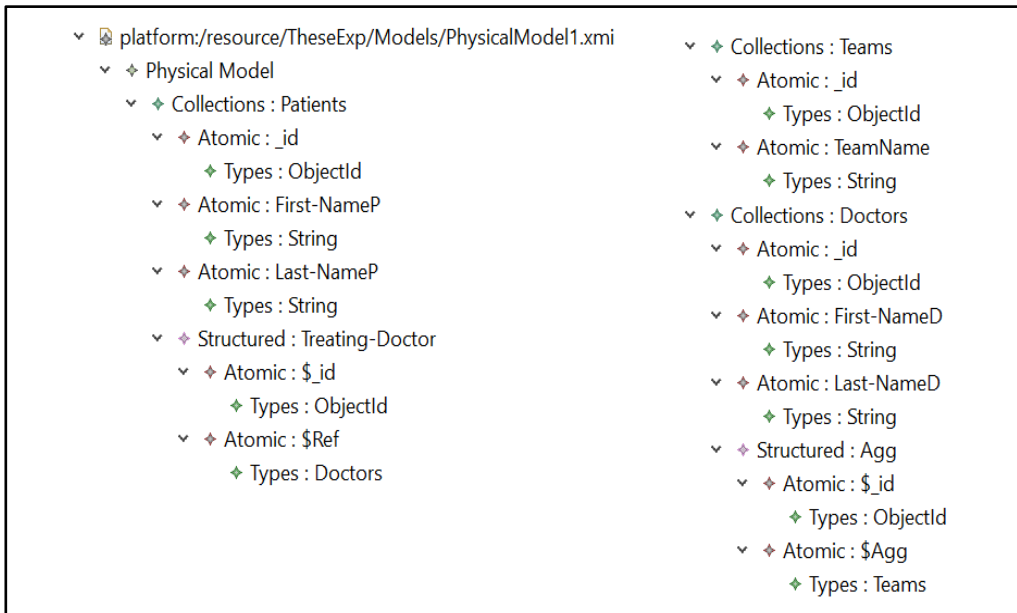 platform:/resource/TheseExp/Models/PhysicalModel1.xmi
Physical Model
Collections : Patients
Atomic : _id
Types : ObjectId
Atomic : First-NameP
Types : String
Atomic : Last-NameP
Types : String
Structured : Treating-Doctor
Atomic : $_id
Types : ObjectId
Atomic : $Ref
Types : Doctors
Collections : Teams
Atomic : _id
Types : ObjectId
Atomic : TeamName
Types : String
Collections : Doctors
Atomic : _id
Types : ObjectId
Atomic : First-NameD
Types : String
Atomic : Last-NameD
Types : String
Structured : Agg
Atomic : $_id
Types : ObjectId
Atomic : $Agg
Types : Teams